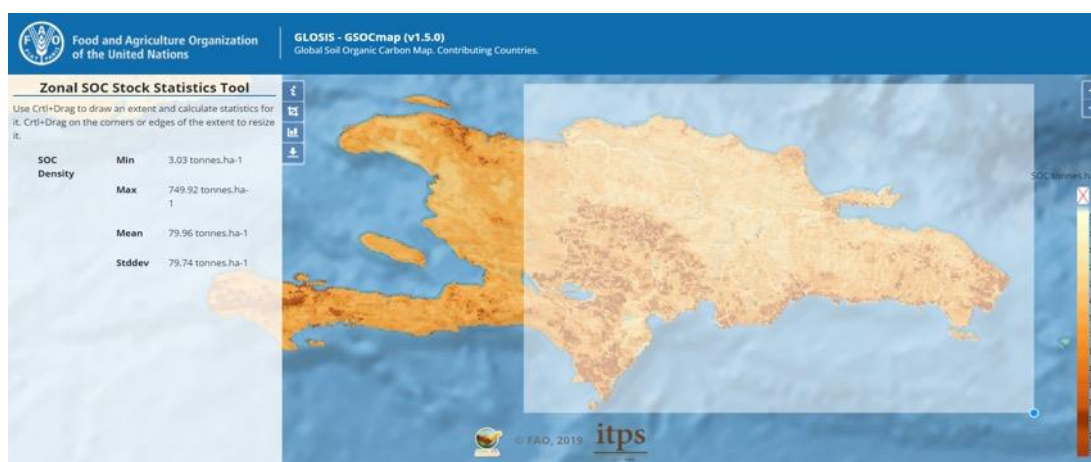 Food and Agriculture Organization
of the United Nations
GLOSIS - GSOCmap (v1.5.0)
Global Soil Organic Carbon Map. Contributing Countries.
Zonal SOC Stock Statistics Tool
Use Crtl+Drag to draw an extent and calculate statistics for
it. Crtl+Drag on the corners or edges of the extent to resize
it.
SOC
Density
Min 3.03 tonnes.ha-1
Max 749.92 tonnes.ha-
1
Mean 79.96 tonnes.ha-1
Stddev 79.74 tonnes.ha-1
SOC tonnes.h
© FAO, 2019
itps